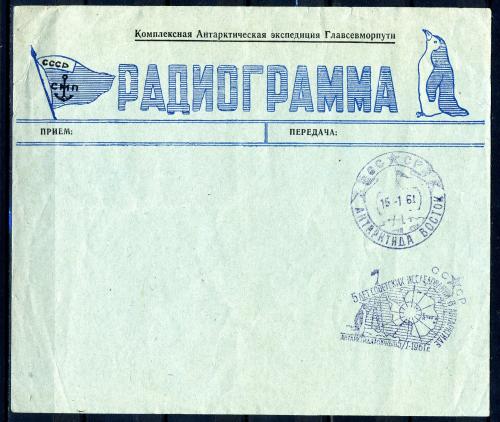 Комплексная Антарктическая экспедиция Главсевморпути
СССР
СМП
РАДИОГРАММА
ПРИЕМ:
ПЕРЕДАЧА:
СССР
15-1 61
АНТАРКТИДА ВОСТОК
СССР
5 ЛЕТ СОВЕТСКИХ ИССЛЕДОВАНИЙ В АНТАРКТИДЕ